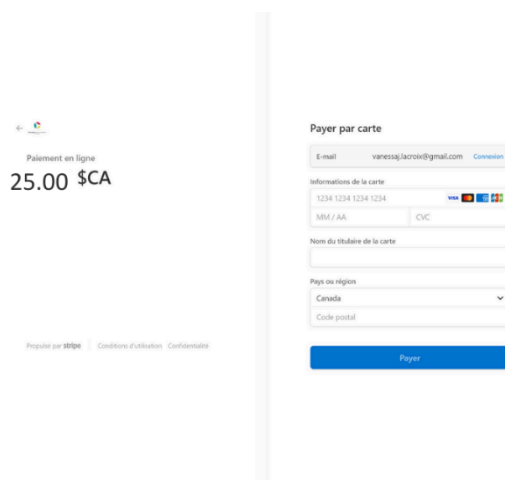 Paiement en ligne
25.00 $CA
Propulsé par stripe
Conditions d'utilisation Confidentialité
Payer par carte
E-mail vanessaj.lacroix@gmail.com Connexion
Informations de la carte
1234 1234 1234 1234 VISA
MM / AA CVC
Nom du titulaire de la carte
Pays ou région
Canada
Code postal
Payer